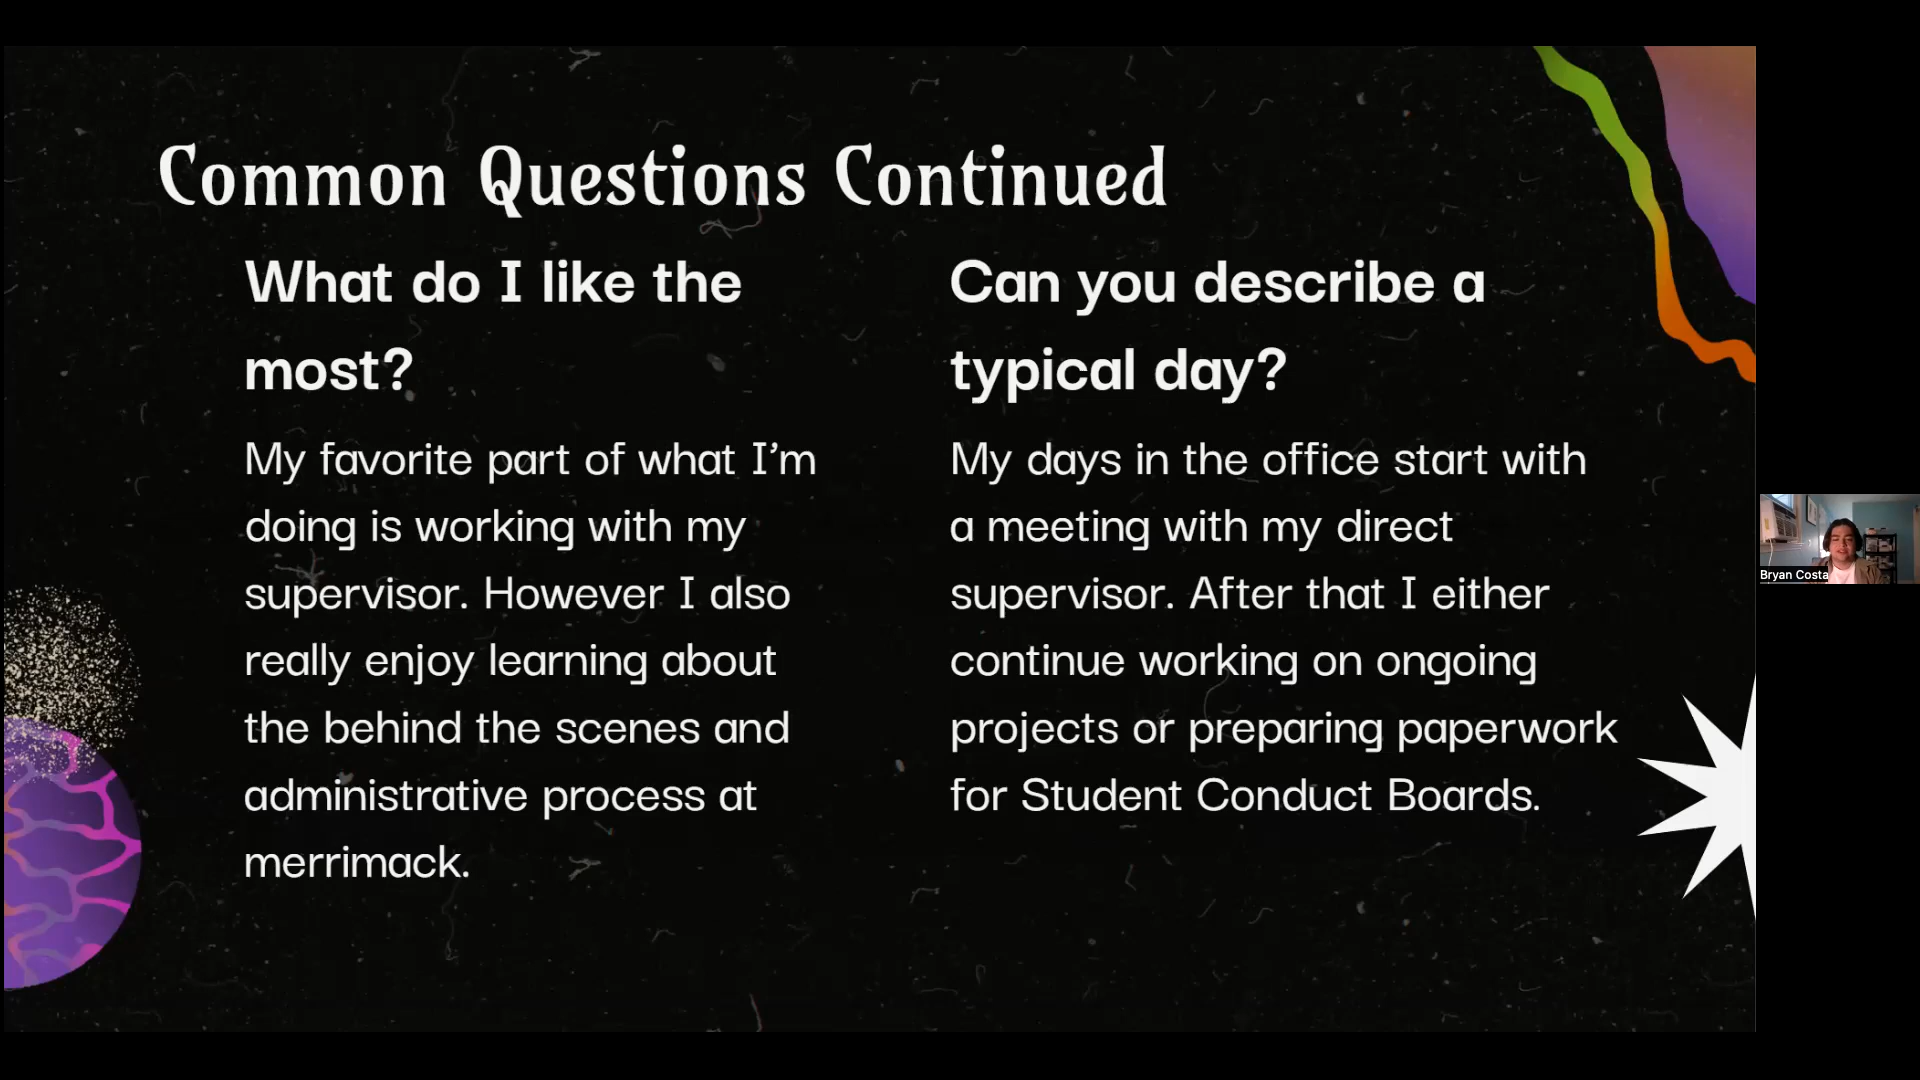 Common Questions Continued
What do I like the
most?
My favorite part of what I’m
doing is working with my
supervisor. However I also
really enjoy learning about
the behind the scenes and
administrative process at
merrimack.
Can you describe a
typical day?
My days in the office start with
a meeting with my direct
supervisor. After that I either
continue working on ongoing
projects or preparing paperwork
for Student Conduct Boards.
Bryan Costa